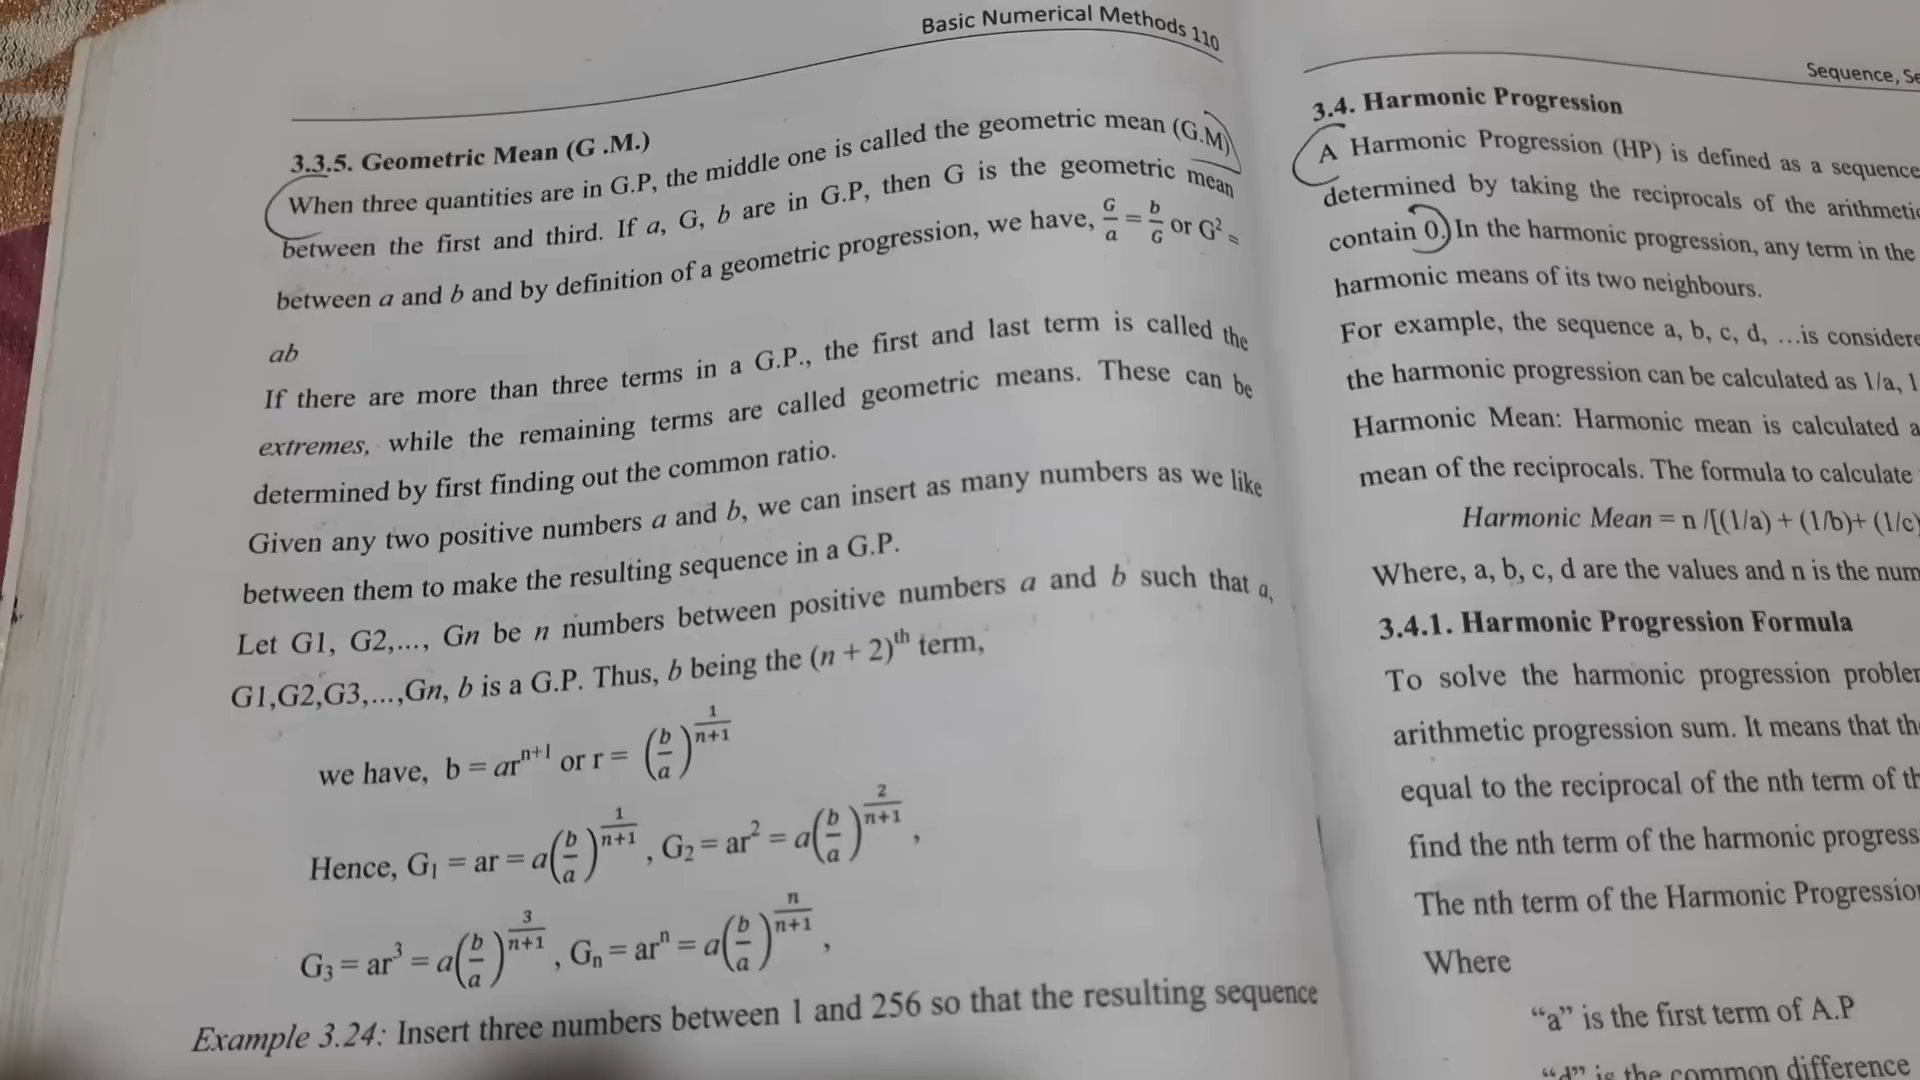 Basic Numerical Methods 110
3.3.5. Geometric Mean (G .M.)
When three quantities are in G.P, the middle one is called the geometric mean (G.M)
between the first and third. If a, G, b are in G.P, then G is the geometric mean
between a and b and by definition of a geometric progression, we have, G/a = b/G or G² =
ab
If there are more than three terms in a G.P., the first and last term is called the
extremes, while the remaining terms are called geometric means. These can be
determined by first finding out the common ratio.
Given any two positive numbers a and b, we can insert as many numbers as we like
between them to make the resulting sequence in a G.P.
Let G1, G2,..., Gn be n numbers between positive numbers a and b such that a,
G1,G2,G3,...,Gn, b is a G.P. Thus, b being the (n + 2)th term,
we have, b = ar^(n+1) or r = (b/a)^(1/(n+1))
Hence, G₁ = ar = a(b/a)^(1/(n+1)), G₂ = ar² = a(b/a)^(2/(n+1)),
G₃ = ar³ = a(b/a)^(3/(n+1)), Gₙ = arⁿ = a(b/a)^(n/(n+1)),
Example 3.24: Insert three numbers between 1 and 256 so that the resulting sequence
Sequence,
3.4. Harmonic Progression
A Harmonic Progression (HP) is defined as a sequence
determined by taking the reciprocals of the
contain 0. In the harmonic progression, any term in the
harmonic means of its two neighbours.
For example, the sequence a, b, c, d, ...is
the harmonic progression can be calculated as 1/a, 1
Harmonic Mean: Harmonic mean is calculated a
mean of the reciprocals. The formula to calculate
Harmonic Mean = n /[(1/a) + (1/b)+ (1/c)
Where, a, b, c, d are the values and n is the
3.4.1. Harmonic Progression Formula
To solve the harmonic progression
arithmetic progression sum. It means that
equal to the reciprocal of the nth term of
find the nth term of the harmonic
The nth term of the Harmonic
Where
"a" is the first term of A.P
"d" is the common difference